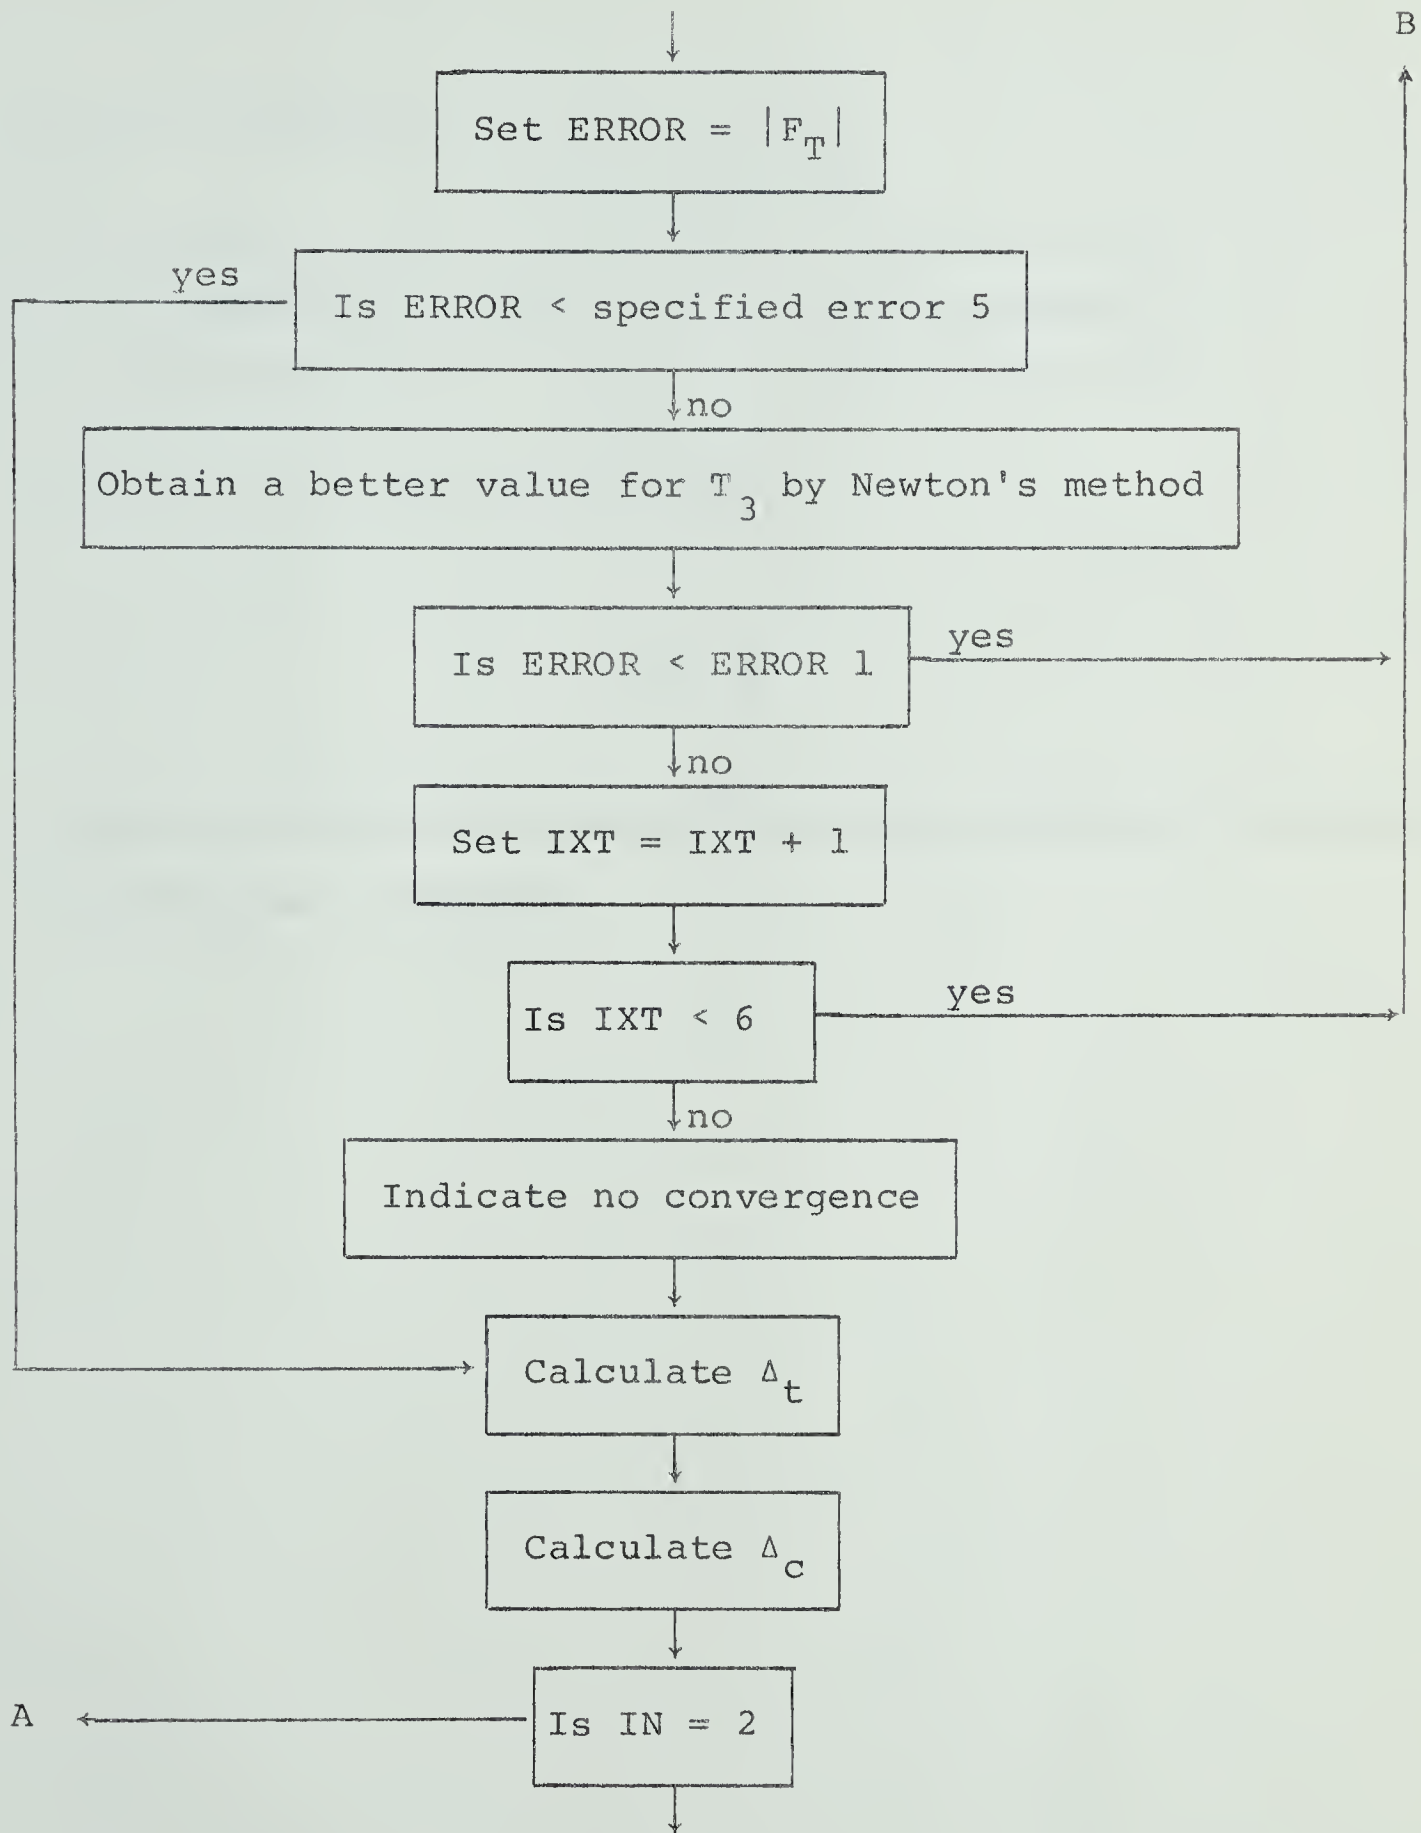 B
Set ERROR = |F_T|
yes
Is ERROR < specified error 5
no
Obtain a better value for T_3 by Newton's method
yes
Is ERROR < ERROR 1
no
Set IXT = IXT + 1
yes
Is IXT < 6
no
Indicate no convergence
Calculate Δ_t
Calculate Δ_c
A
Is IN = 2